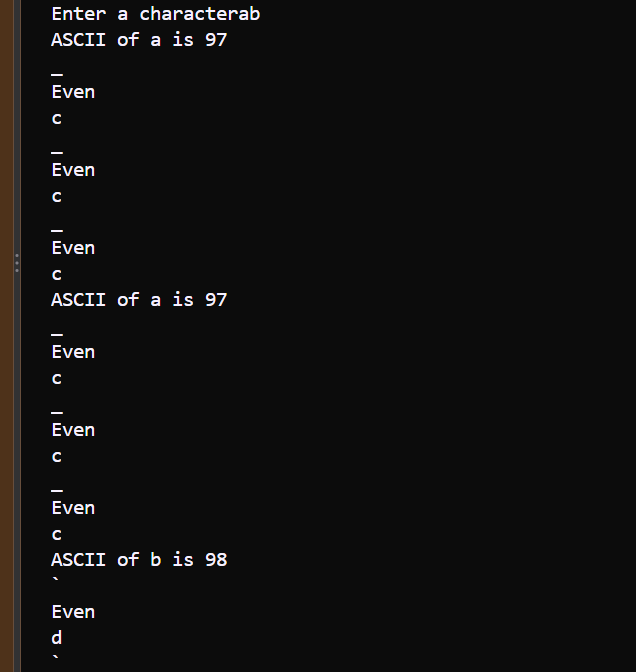 Enter a characterab
ASCII of a is 97
_
Even
c
_
Even
c
_
Even
c
ASCII of a is 97
_
Even
c
_
Even
c
_
Even
c
ASCII of b is 98
`
Even
d
`